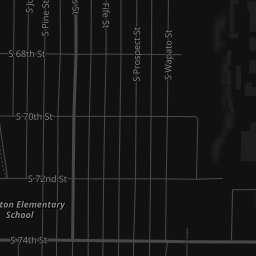 S Pine St
Fife St
S Prospect St
S Wapato St
S 68th St
S 70th St
S 72nd St
ton Elementary
School
S 74th St